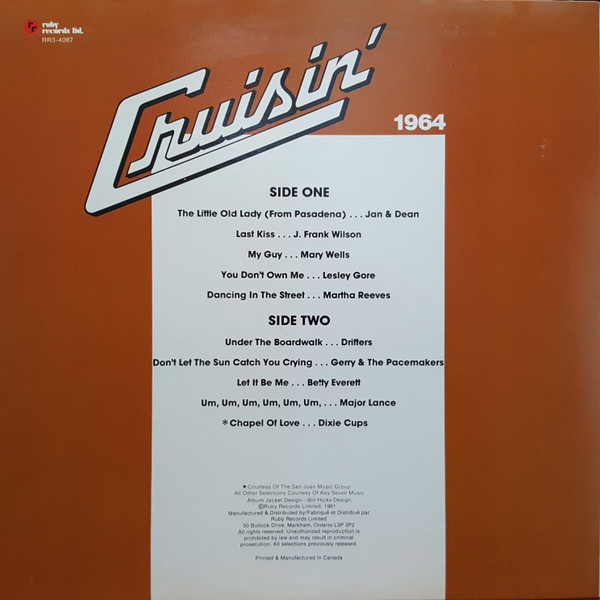 ruby
records ltd.
RR3-4087
Cruisin'
1964
SIDE ONE
The Little Old Lady (From Pasadena) . . . Jan & Dean
Last Kiss . . . J. Frank Wilson
My Guy . . . Mary Wells
You Don't Own Me . . . Lesley Gore
Dancing In The Street . . . Martha Reeves
SIDE TWO
Under The Boardwalk . . . Drifters
Don't Let The Sun Catch You Crying . . . Gerry & The Pacemakers
Let It Be Me . . . Betty Everett
Um, Um, Um, Um, Um, Um, . . . Major Lance
*Chapel Of Love . . . Dixie Cups
* Courtesy Of The San Juan Music Group
All Other Selections Courtesy Of Key Seven Music
Album Jacket Design—Bill Hicks Design
©Ruby Records Limited, 1981
Manufactured & Distributed by/Fabriqué et Distribué par
Ruby Records Limited
50 Bullock Drive, Markham, Ontario L3P 3P2
All rights reserved. Unauthorized reproduction is
prohibited by law and may result in criminal
prosecution. All selections previously released.
Printed & Manufactured in Canada